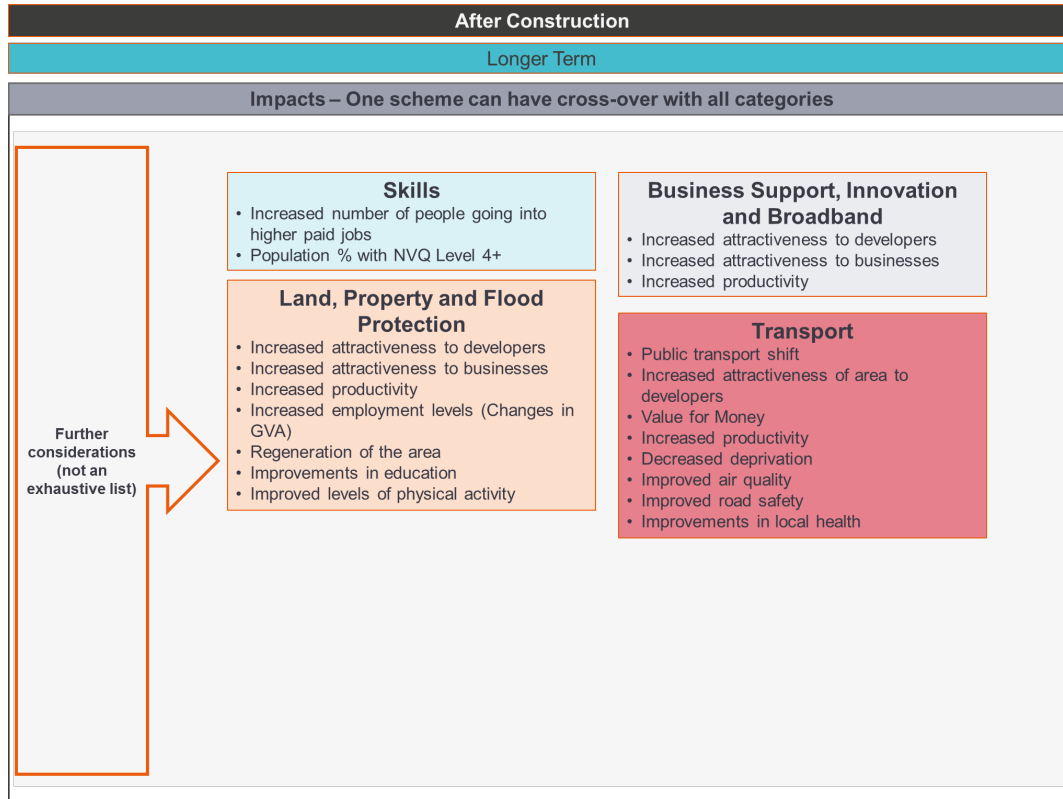 After Construction
Longer Term
Impacts – One scheme can have cross-over with all categories
Further
considerations
(not an
exhaustive list)
Skills
• Increased number of people going into
higher paid jobs
• Population % with NVQ Level 4+
Land, Property and Flood
Protection
• Increased attractiveness to developers
• Increased attractiveness to businesses
• Increased productivity
• Increased employment levels (Changes in
GVA)
• Regeneration of the area
• Improvements in education
• Improved levels of physical activity
Business Support, Innovation
and Broadband
• Increased attractiveness to developers
• Increased attractiveness to businesses
• Increased productivity
Transport
• Public transport shift
• Increased attractiveness of area to
developers
• Value for Money
• Increased productivity
• Decreased deprivation
• Improved air quality
• Improved road safety
• Improvements in local health